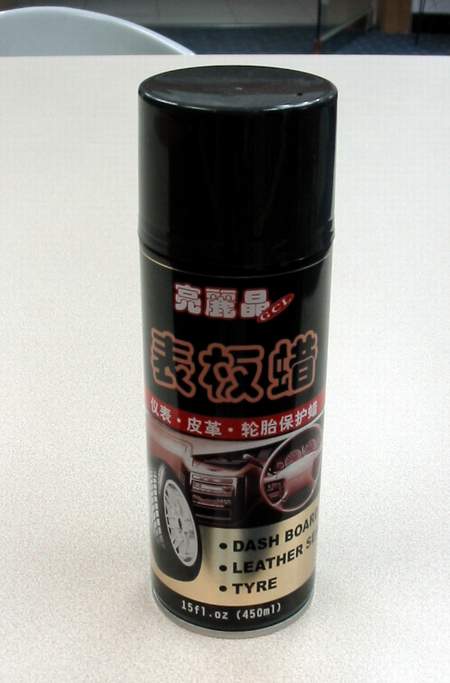 亮麗晶 GCL
表板蜡
仪表·皮革·轮胎保护蜡
• DASH BOARD
• LEATHER
• TYRE
15fl.oz (450ml)